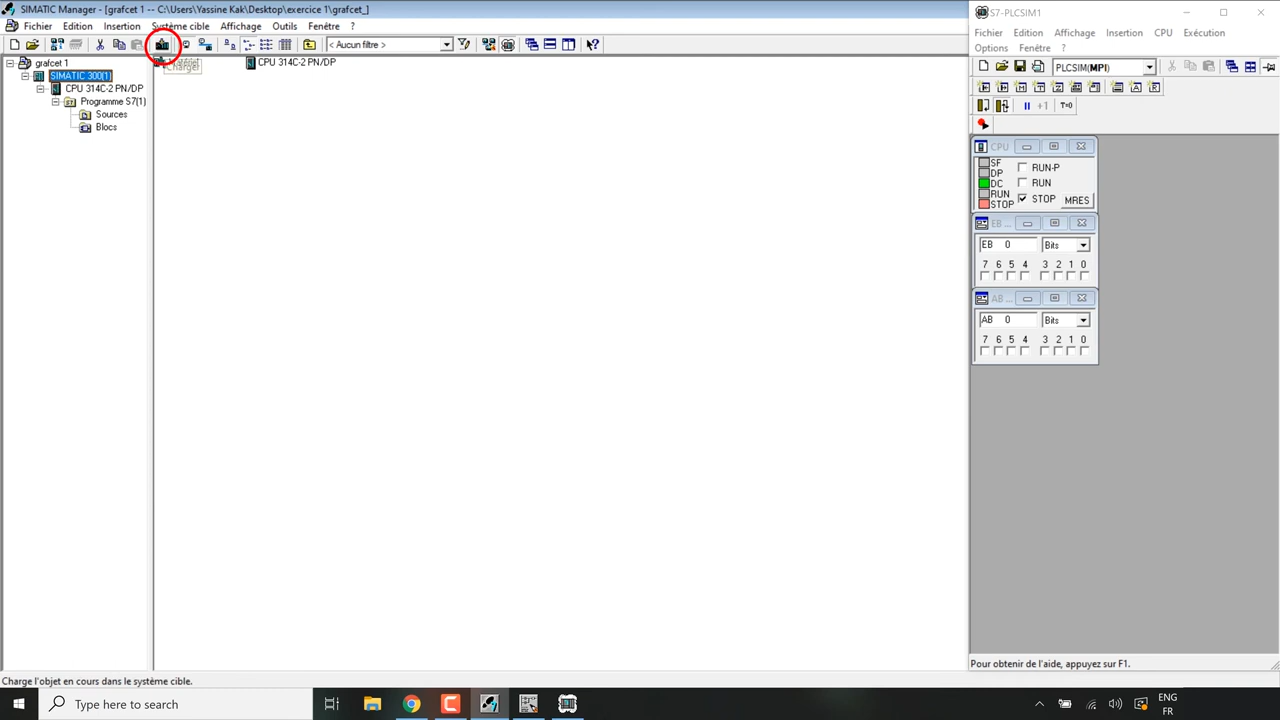 SIMATIC Manager - [grafcet 1 -- C:\Users\Yassine Kak\Desktop\exercice 1\grafcet_]
Fichier Edition Insertion Système cible Affichage Outils Fenêtre ?
< Aucun filtre >
grafcet 1
SIMATIC 300(1)
CPU 314C-2 PN/DP
Programme S7(1)
Sources
Blocs
Charger
CPU 314C-2 PN/DP
S7-PLCSIM1
Fichier Edition Affichage Insertion CPU Exécution
Options Fenêtre ?
PLCSIM(MPI)
+1 T=0
CPU
SF
DP
DC
RUN
STOP
RUN-P
RUN
STOP MRES
EB ...
EB 0 Bits
7 6 5 4 3 2 1 0
AB ...
AB 0 Bits
7 6 5 4 3 2 1 0
Pour obtenir de l'aide, appuyez sur F1.
Charge l'objet en cours dans le système cible.
Type here to search
ENG
FR